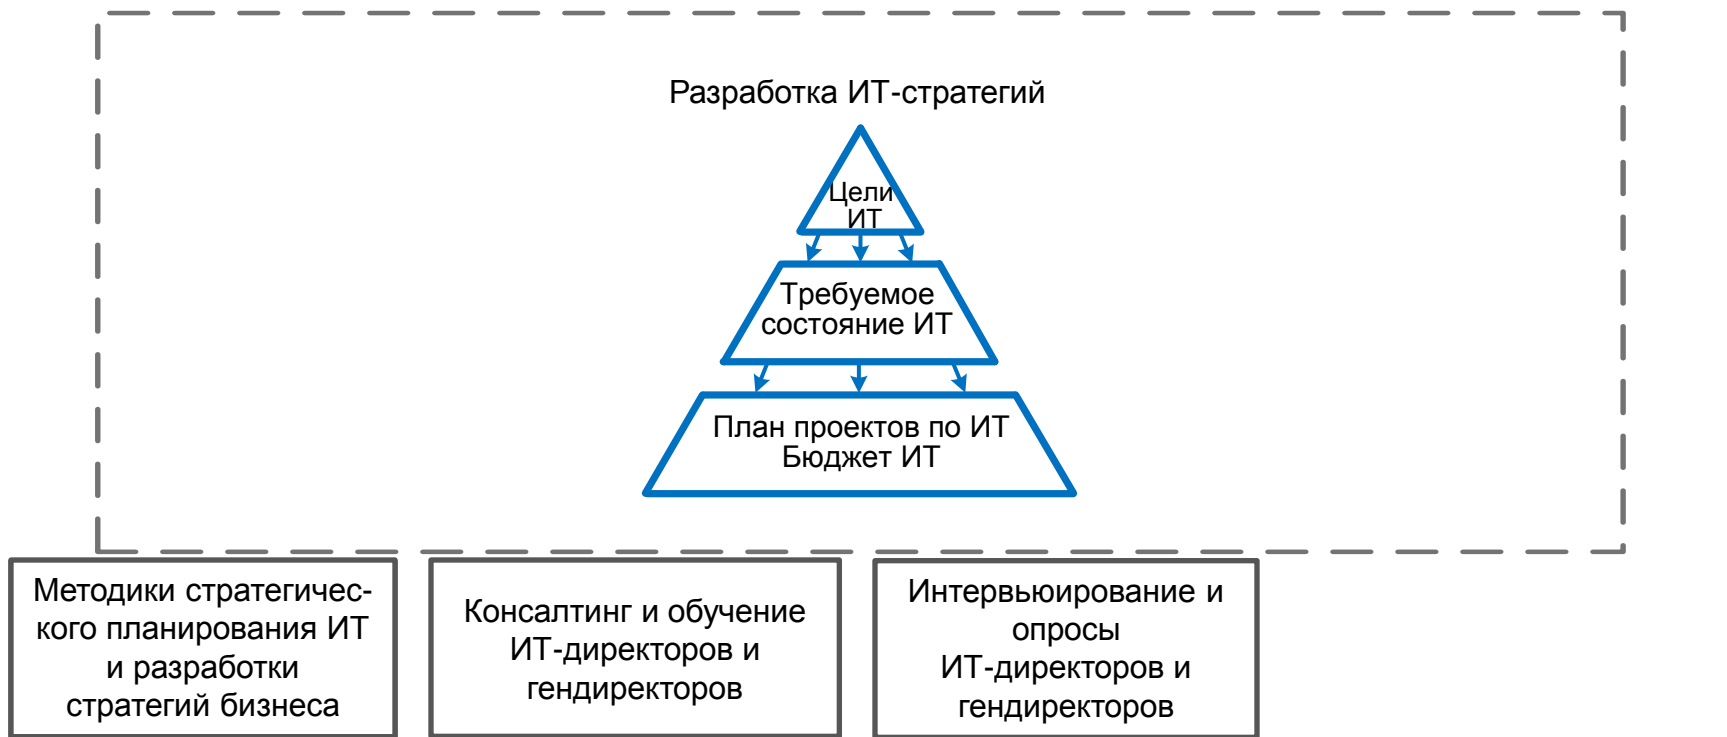 Разработка ИТ-стратегий
Цели
ИТ
Требуемое
состояние ИТ
План проектов по ИТ
Бюджет ИТ
Методики стратегичес-
кого планирования ИТ
и разработки
стратегий бизнеса
Консалтинг и обучение
ИТ-директоров и
гендиректоров
Интервьюирование и
опросы
ИТ-директоров и
гендиректоров